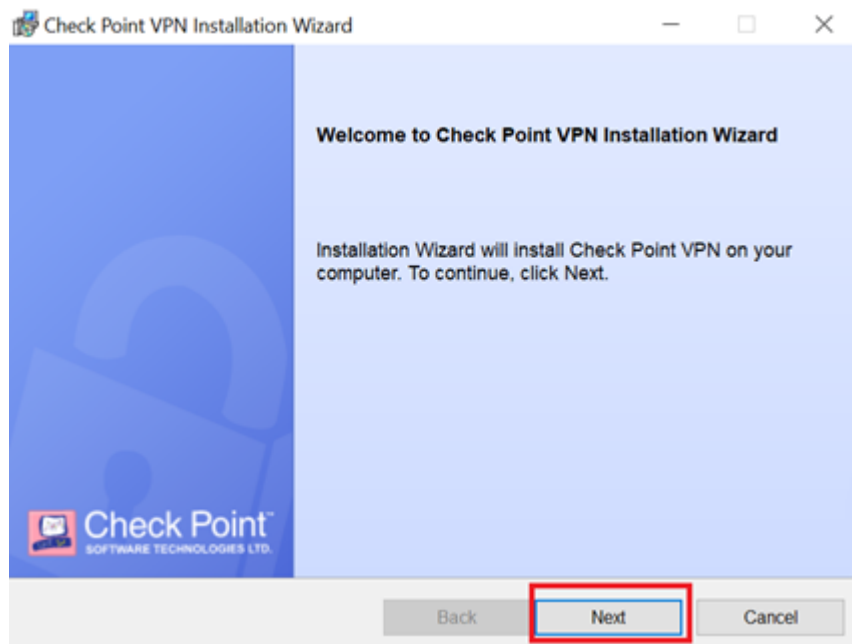 Check Point VPN Installation Wizard
Welcome to Check Point VPN Installation Wizard
Installation Wizard will install Check Point VPN on your
computer. To continue, click Next.
Check Point™
SOFTWARE TECHNOLOGIES LTD.
Back Next Cancel